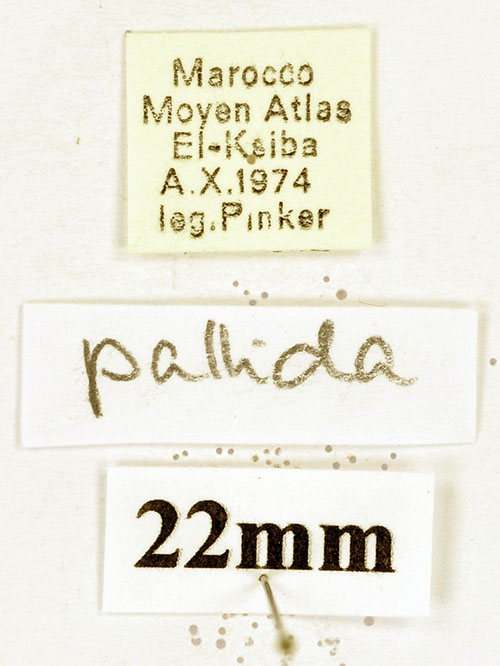 Marocco
Moyen Atlas
El-Ksiba
A.X.1974
leg.Pinker
pallida
22mm